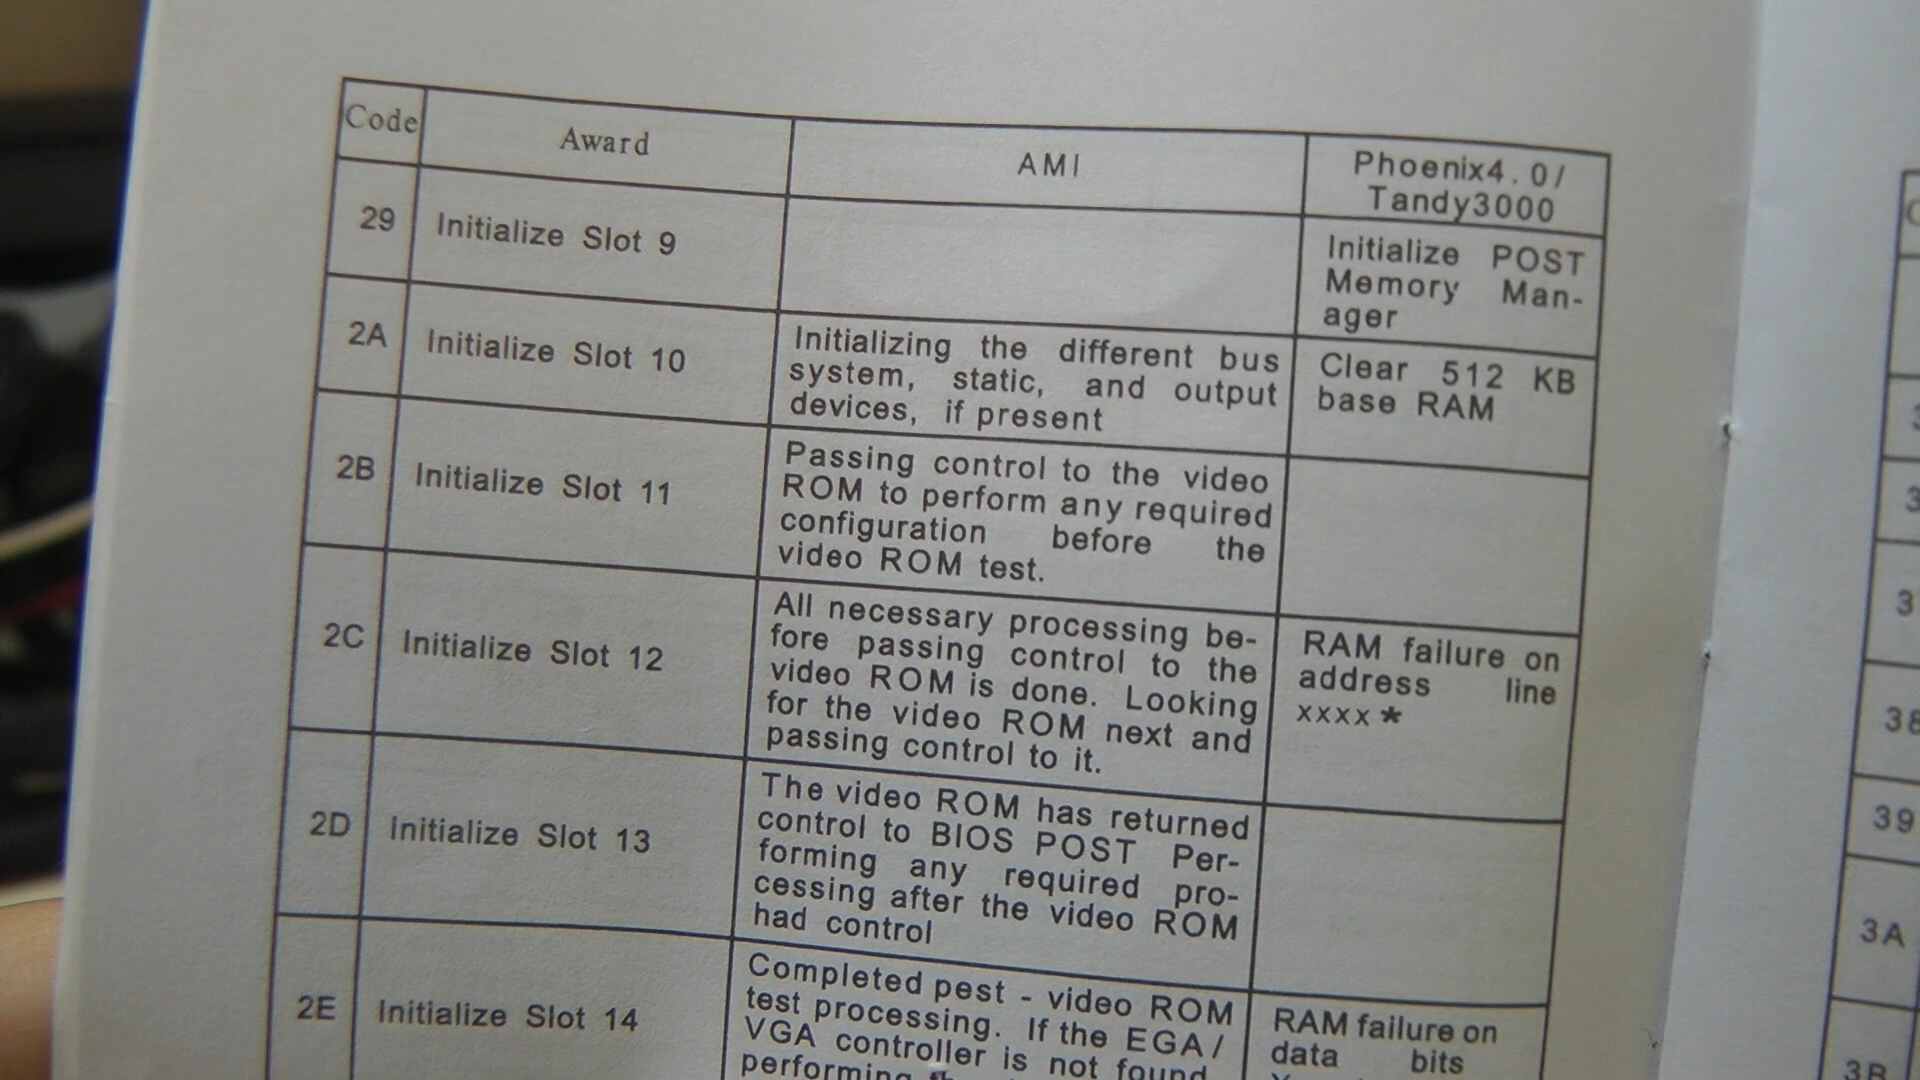 Code
Award
AMI
Phoenix4.0/
Tandy3000
29
Initialize Slot 9
Initialize POST
Memory Man-
ager
2A
Initialize Slot 10
Initializing the different bus
system, static, and output
devices, if present
Clear 512 KB
base RAM
2B
Initialize Slot 11
Passing control to the video
ROM to perform any required
configuration before the
video ROM test.
2C
Initialize Slot 12
All necessary processing be-
fore passing control to the
video ROM is done. Looking
for the video ROM next and
passing control to it.
RAM failure on
address line
xxxx*
2D
Initialize Slot 13
The video ROM has returned
control to BIOS POST Per-
forming any required pro-
cessing after the video ROM
had control
2E
Initialize Slot 14
Completed pest - video ROM
test processing. If the EGA/
VGA controller is not found
performing
RAM failure on
data bits
39
3A
3B